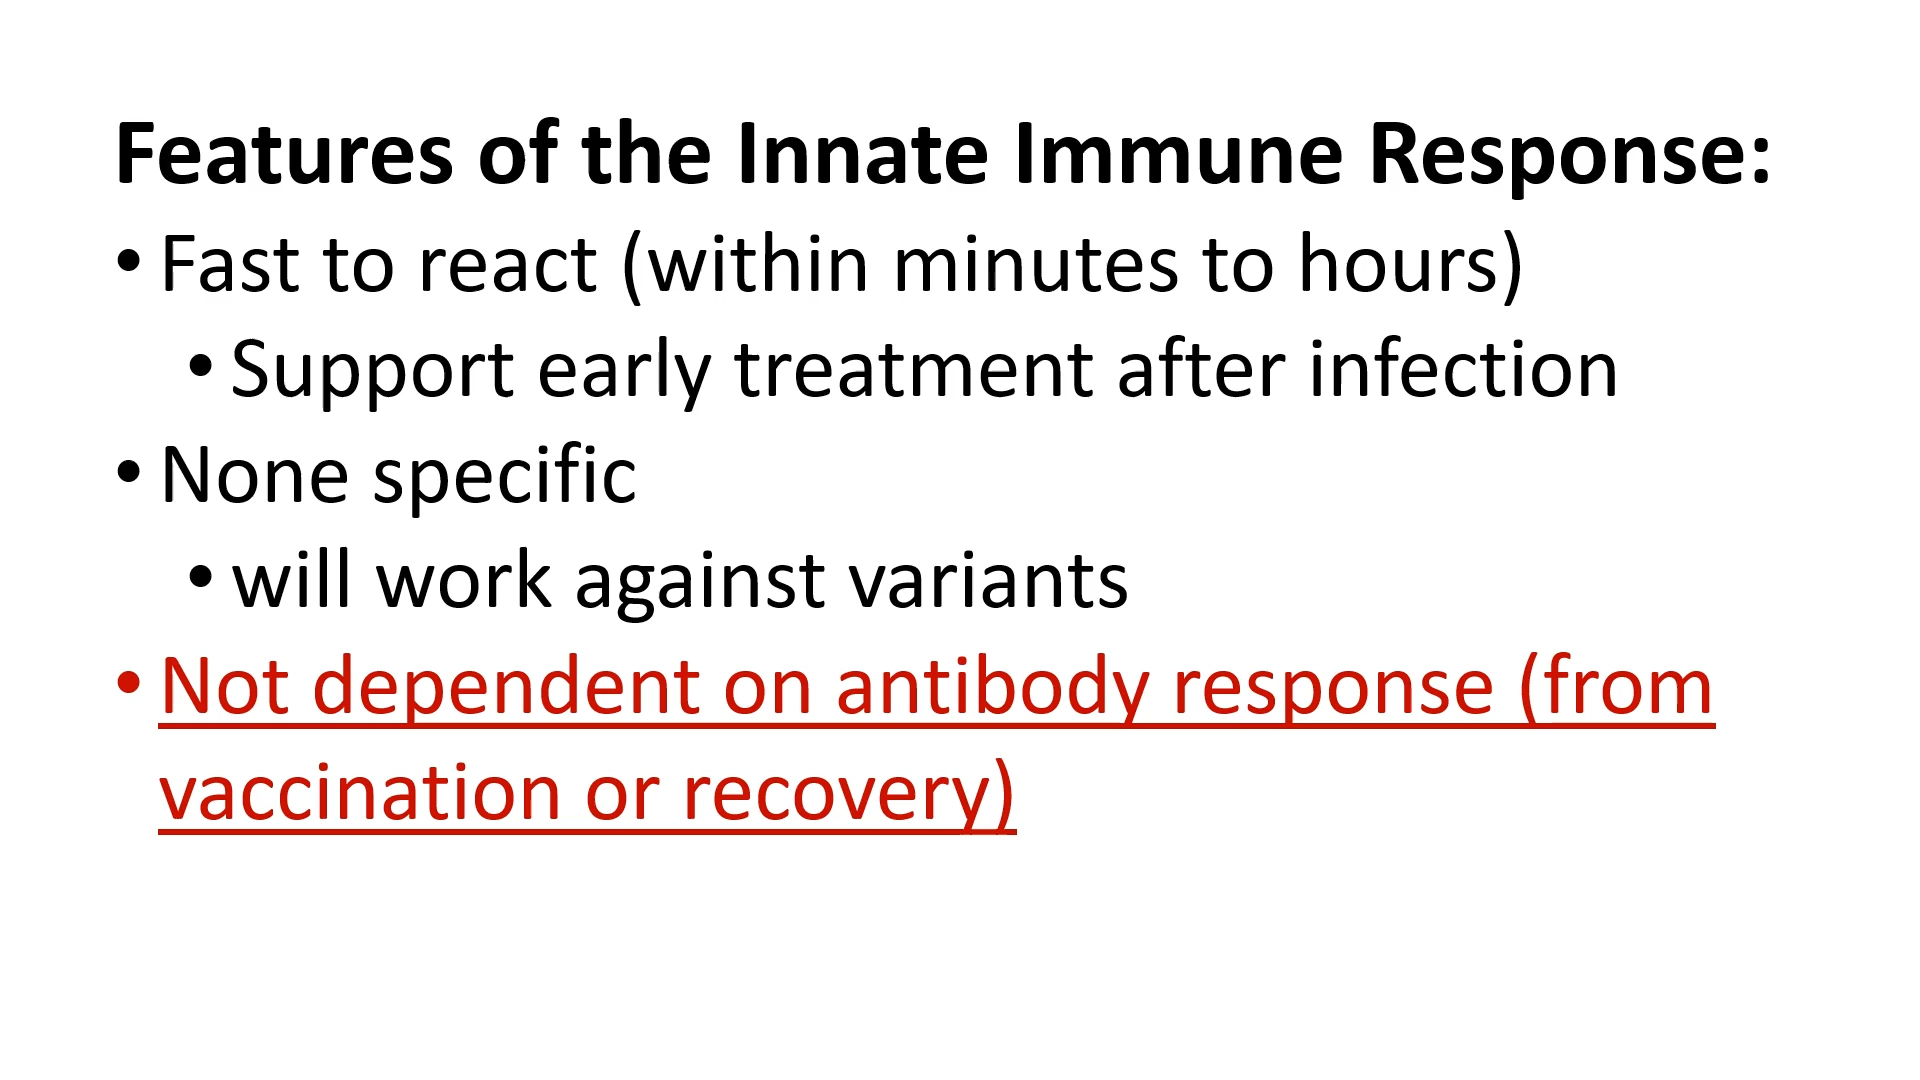 Features of the Innate Immune Response:
• Fast to react (within minutes to hours)
• Support early treatment after infection
• None specific
• will work against variants
• Not dependent on antibody response (from
vaccination or recovery)